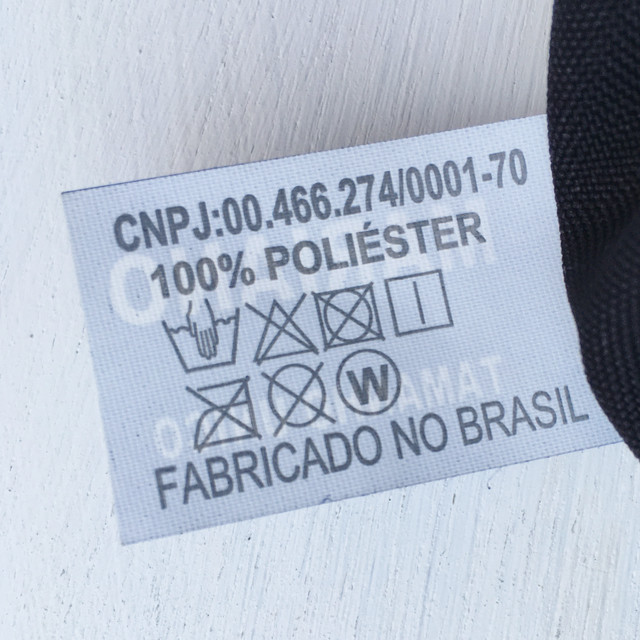 CNPJ:00.466.274/0001-70
100% POLIÉSTER
W
FABRICADO NO BRASIL